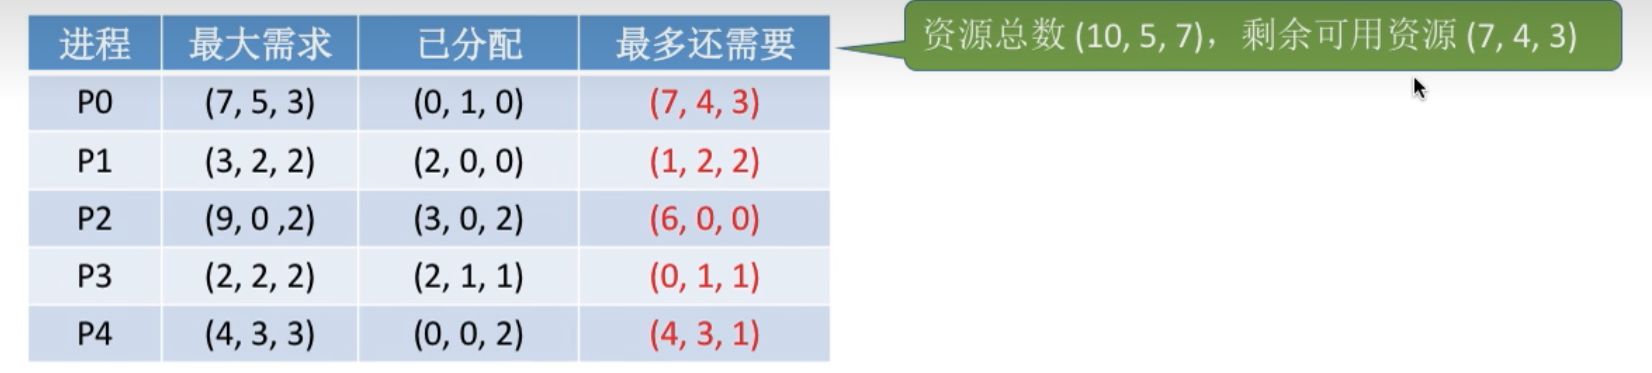 进程 最大需求 已分配 最多还需要
资源总数 (10, 5, 7)，剩余可用资源 (7, 4, 3)
P0 (7, 5, 3) (0, 1, 0) (7, 4, 3)
P1 (3, 2, 2) (2, 0, 0) (1, 2, 2)
P2 (9, 0 ,2) (3, 0, 2) (6, 0, 0)
P3 (2, 2, 2) (2, 1, 1) (0, 1, 1)
P4 (4, 3, 3) (0, 0, 2) (4, 3, 1)